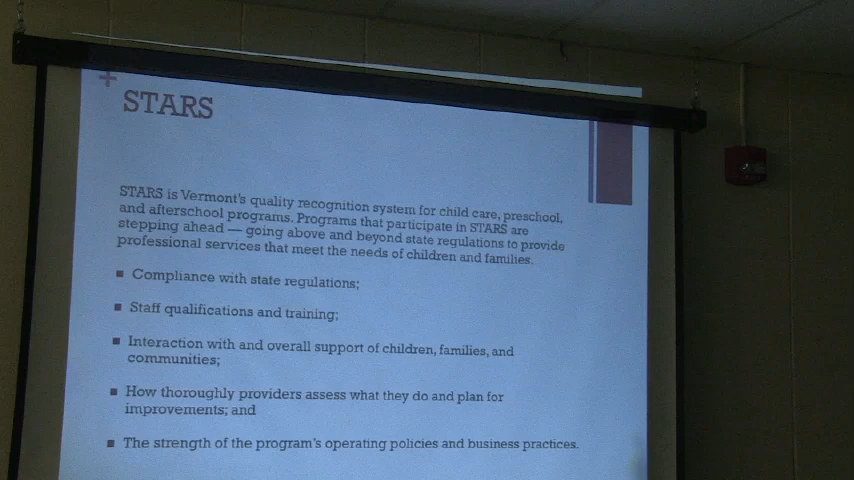 +
STARS
STARS is Vermont's quality recognition system for child care, preschool,
and afterschool programs. Programs that participate in STARS are
stepping ahead — going above and beyond state regulations to provide
professional services that meet the needs of children and families.
■ Compliance with state regulations;
■ Staff qualifications and training;
■ Interaction with and overall support of children, families, and
communities;
■ How thoroughly providers assess what they do and plan for
improvements; and
■ The strength of the program's operating policies and business practices.